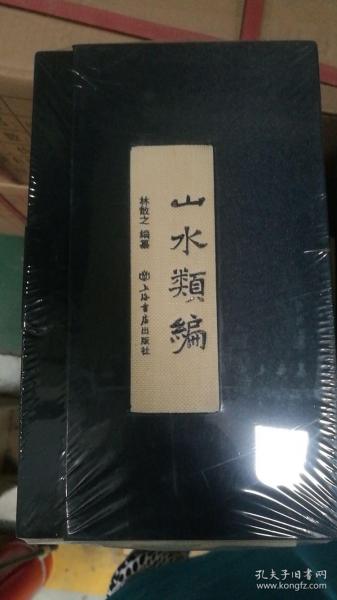 山水類編
林散之 編纂
上海書店出版社
孔夫子旧书网
www.kongfz.com